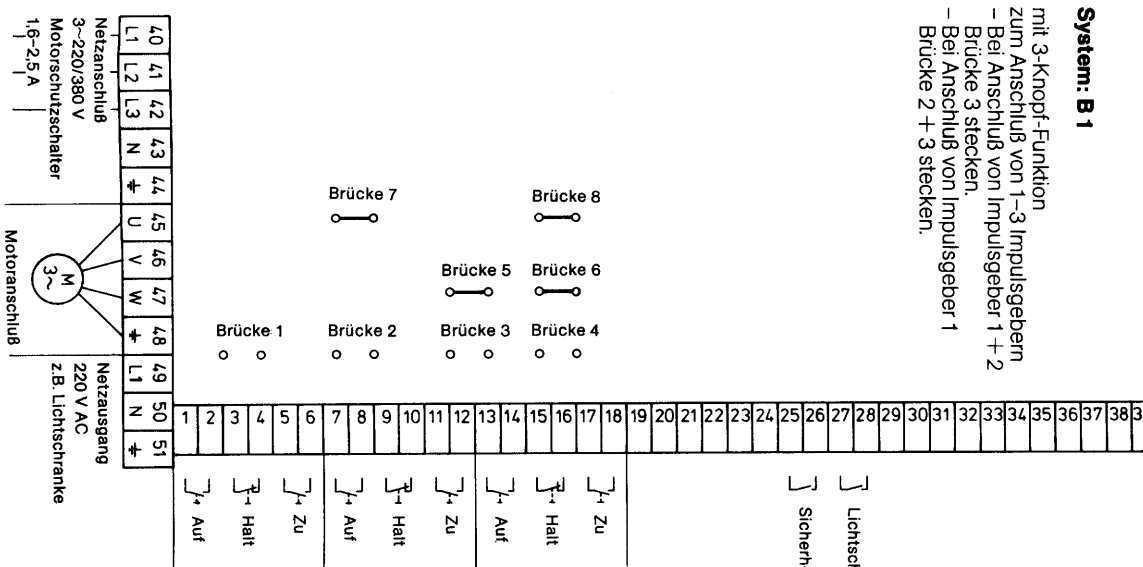 System: B 1
mit 3-Knopf-Funktion
zum Anschluß von 1–3 Impulsgebern
– Bei Anschluß von Impulsgeber 1 + 2
Brücke 3 stecken.
– Bei Anschluß von Impulsgeber 1
Brücke 2 + 3 stecken.
40 41 42 43 44 45 46 47 48 49 50 51
L1 L2 L3 N ⏚ U V W ⏚ L1 N ⏚
Netzanschluß
3~220/380 V
Motorschutzschalter
1,6–2,5 A
M
3~
Motoranschluß
Netzausgang
220 V AC
z.B. Lichtschranke
Brücke 7 Brücke 8
Brücke 5 Brücke 6
Brücke 1 Brücke 2 Brücke 3 Brücke 4
1 2 3 4 5 6 7 8 9 10 11 12 13 14 15 16 17 18 19 20 21 22 23 24 25 26 27 28 29 30 31 32 33 34 35 36 37 38
Auf Halt Zu Auf Halt Zu Auf Halt Zu Sicherh Lichtsch